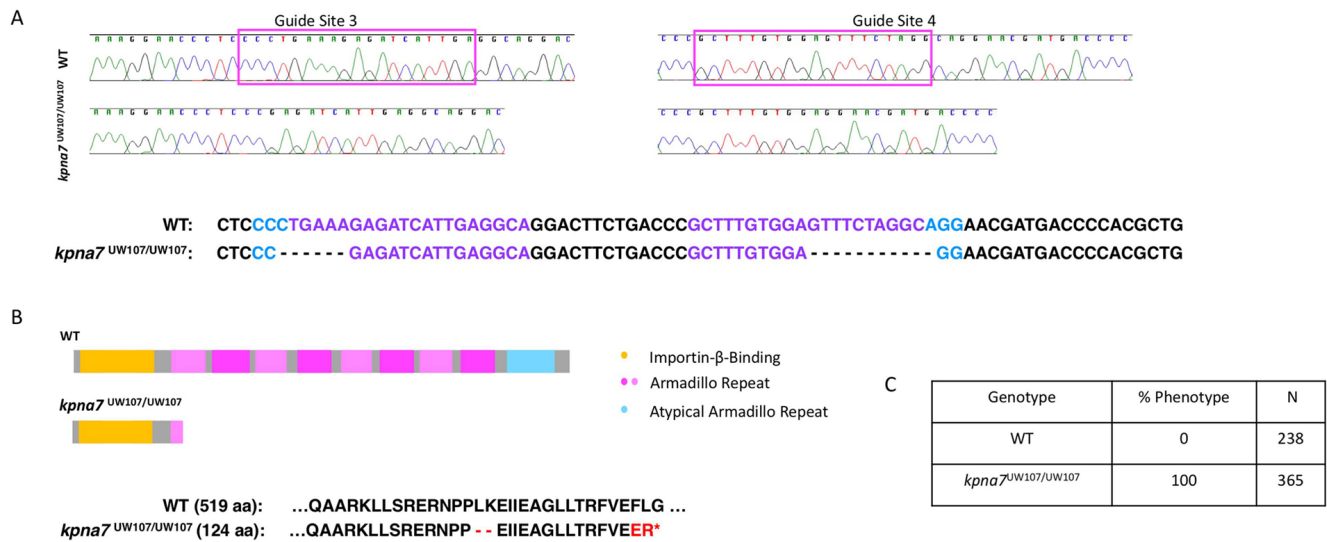 A
Guide Site 3
Guide Site 4
WT
A A A G G A A C C C T C C C C T G A A A G A G A T C A T T G A G G C A G G A C
C C C G C T T T G T G G A G T T T C T A G G C A G G A A C G A T G A C C C C
kpna7 UW107/UW107
A A A G G A A C C C T C C C G A G A T C A T T G A G G C A G G A C
C C C G C T T T G T G G A G G A A C G A T G A C C C C
WT: CTCCCCTGAAAGAGATCATTGAGGCAGGACTTCTGACCCGCTTTGTGGAGTTTCTAGGCAGGAACGATGACCCCACGCTG
kpna7 UW107/UW107: CTCCC - - - - - - GAGATCATTGAGGCAGGACTTCTGACCCGCTTTGTGGA - - - - - - - - - - - GGAACGATGACCCCACGCTG
B
WT
kpna7 UW107/UW107
Importin-β-Binding
Armadillo Repeat
Atypical Armadillo Repeat
WT (519 aa): ...QAARKLLSRERNPPLKEIIEAGLLTRFVEFLG ...
kpna7 UW107/UW107 (124 aa): ...QAARKLLSRERNPP - - EIIEAGLLTRFVEER*
C
Genotype % Phenotype N
WT 0 238
kpna7UW107/UW107 100 365